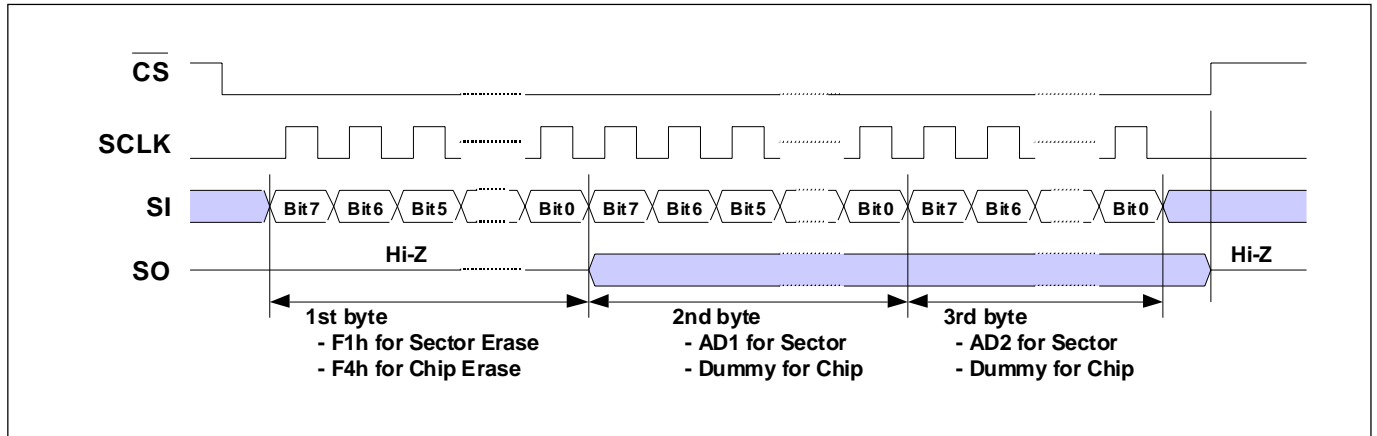 CS
SCLK
SI Bit7 Bit6 Bit5 Bit0 Bit7 Bit6 Bit5 Bit0 Bit7 Bit6 Bit0
Hi-Z Hi-Z
SO
1st byte 2nd byte 3rd byte
- F1h for Sector Erase - AD1 for Sector - AD2 for Sector
- F4h for Chip Erase - Dummy for Chip - Dummy for Chip